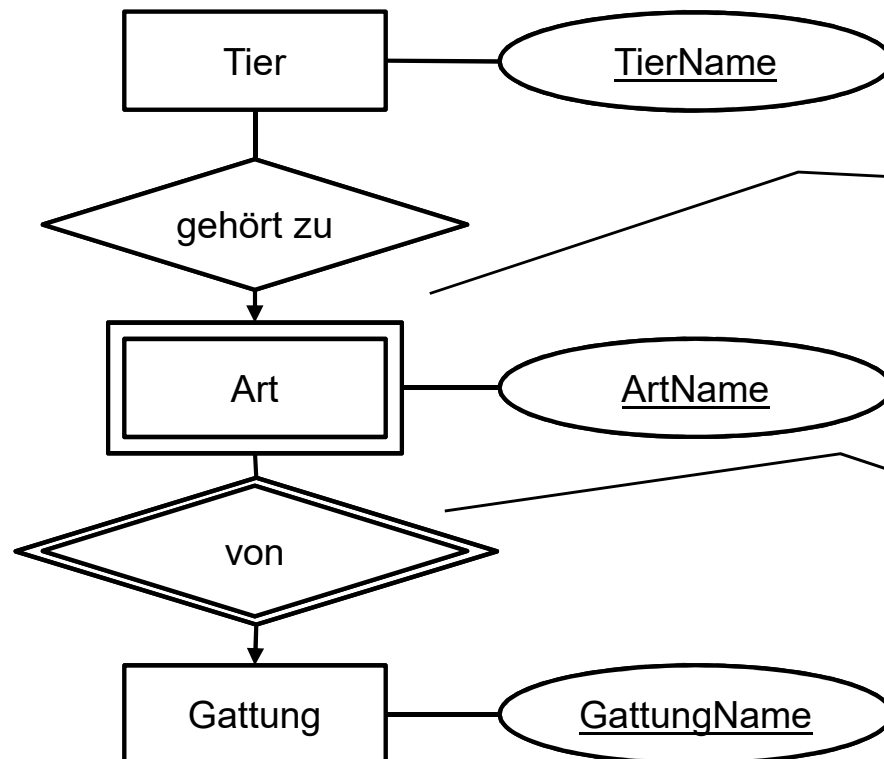 Tier
TierName
gehört zu
Art
ArtName
von
Gattung
GattungName